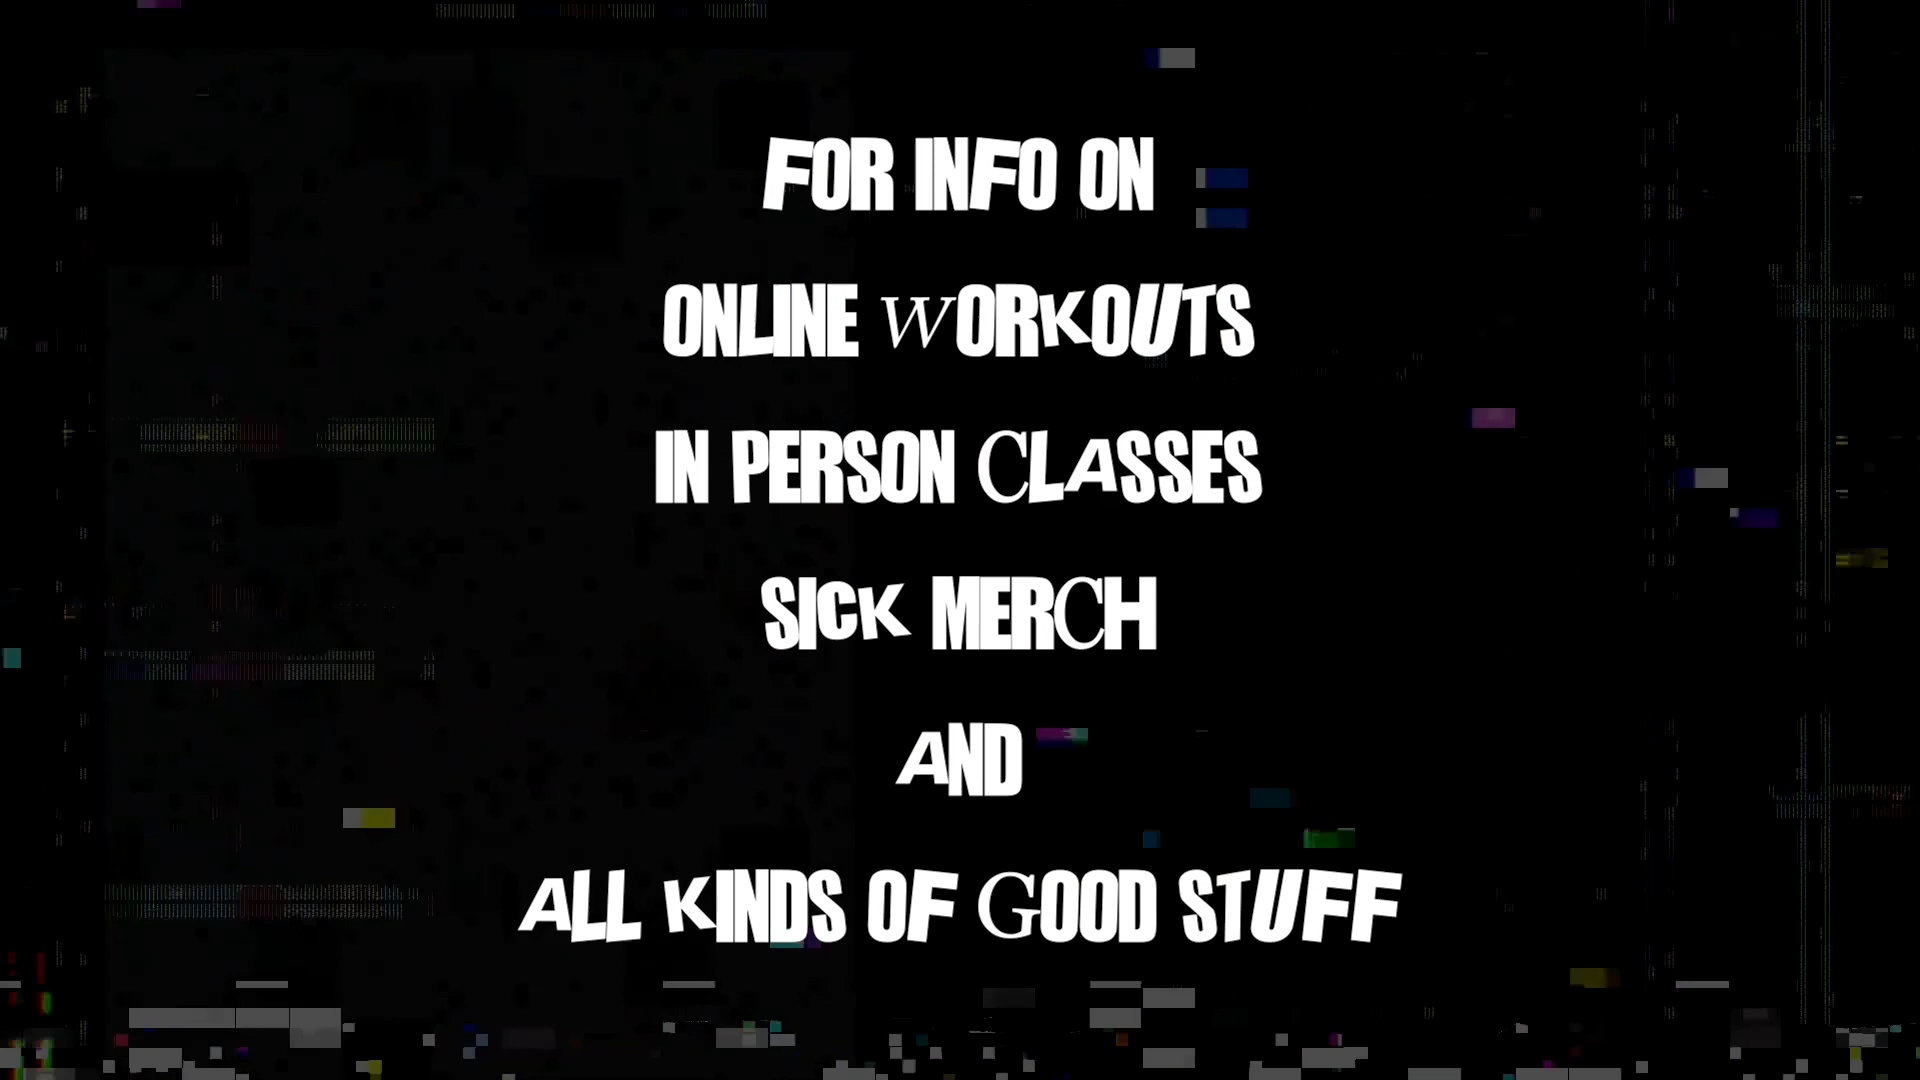 FOR INFO ON
ONLINE WORKOUTS
IN PERSON CLASSES
SICK MERCH
AND
ALL KINDS OF GOOD STUFF